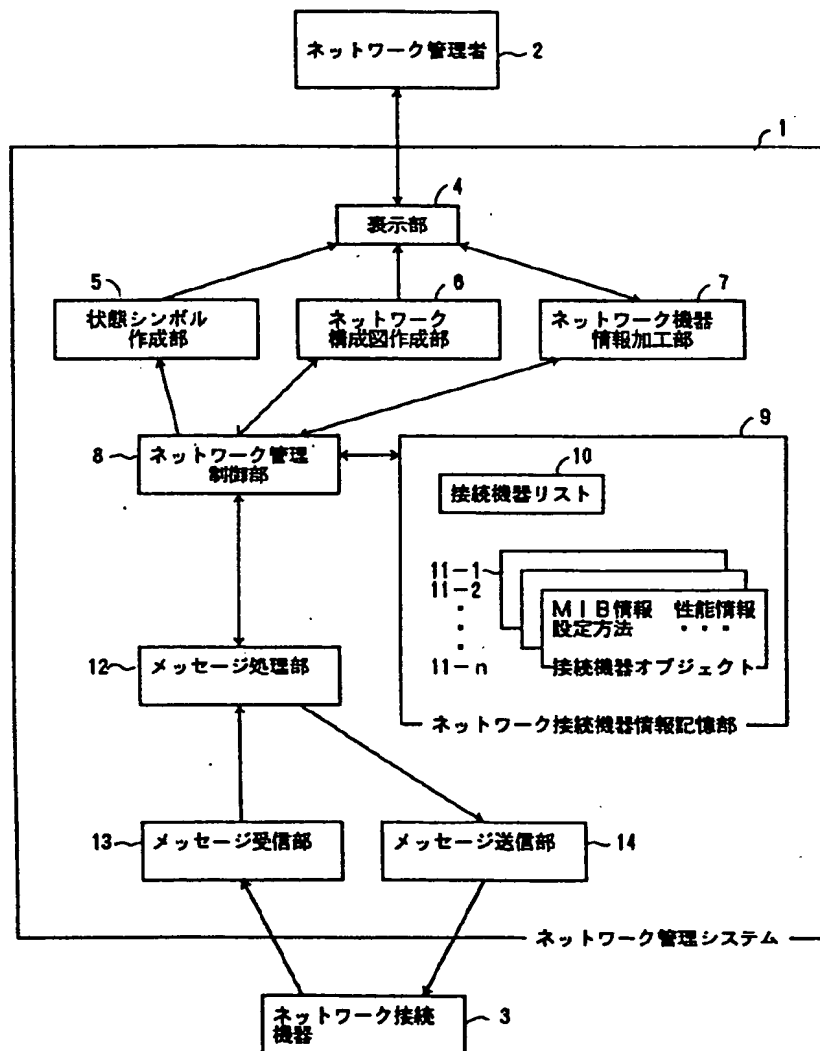 ネットワーク管理者
2
1
4
表示部
5
6
7
状態シンボル
作成部
ネットワーク
構成図作成部
ネットワーク機器
情報加工部
9
8
ネットワーク管理
制御部
10
接続機器リスト
11-1
11-2
・
・
・
11-n
MIB情報 性能情報
設定方法 ・・・
接続機器オブジェクト
12
メッセージ処理部
ネットワーク接続機器情報記憶部
13
メッセージ受信部
メッセージ送信部
14
ネットワーク管理システム
ネットワーク接続
機器
3